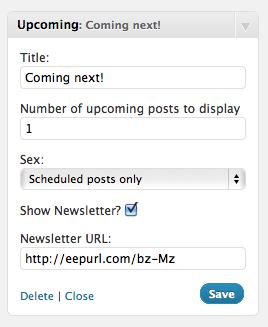 Upcoming: Coming next!
Title:
Coming next!
Number of upcoming posts to display
1
Sex:
Scheduled posts only
Show Newsletter?
Newsletter URL:
http://eepurl.com/bz-Mz
Delete | Close
Save